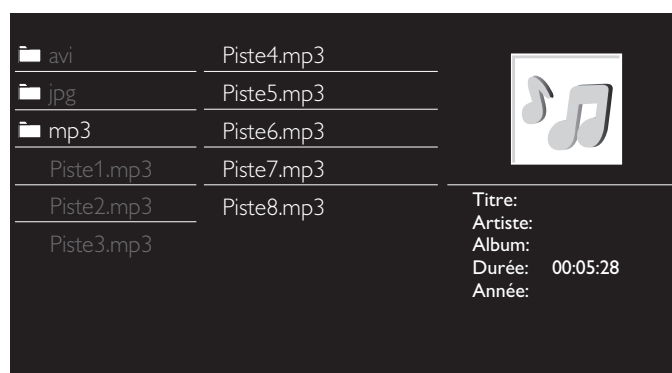 avi
jpg
mp3
Piste1.mp3
Piste2.mp3
Piste3.mp3
Piste4.mp3
Piste5.mp3
Piste6.mp3
Piste7.mp3
Piste8.mp3
Titre:
Artiste:
Album:
Durée: 00:05:28
Année: